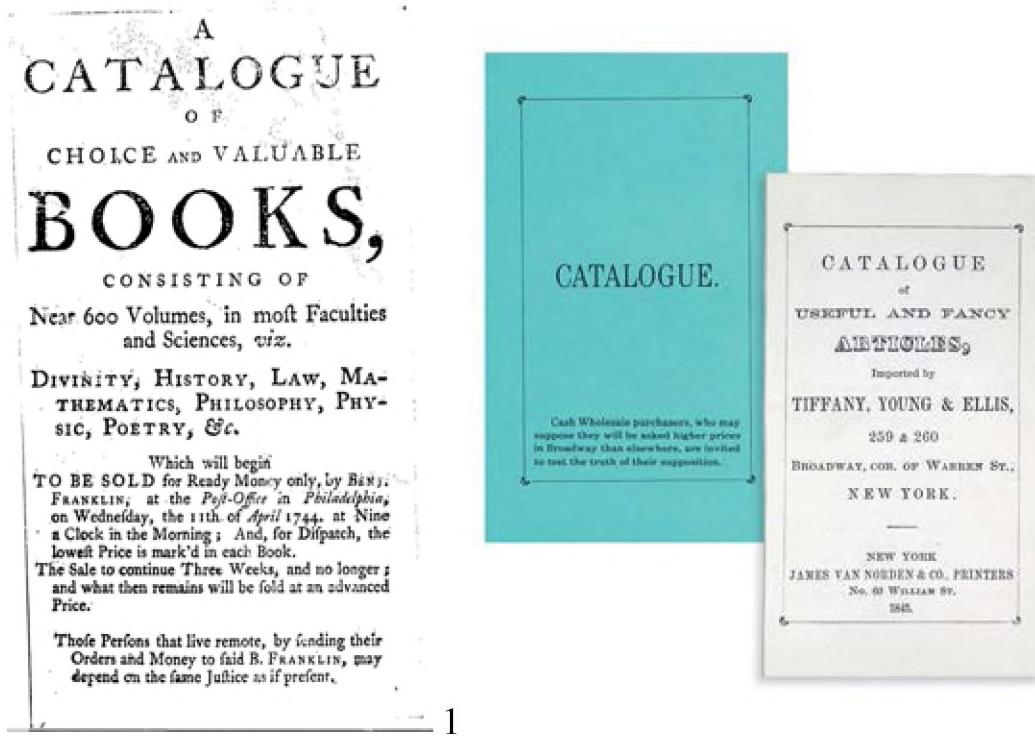 A
CATALOGUE
OF
CHOICE AND VALUABLE
BOOKS,
CONSISTING OF
Near 600 Volumes, in moſt Faculties
and Sciences, viz.
DIVINITY, HISTORY, LAW, MA-
THEMATICS, PHILOSOPHY, PHY-
SIC, POETRY, &c.
Which will begin
TO BE SOLD for Ready Money only, by BENJ.
FRANKLIN, at the Poſt-Office in Philadelphia,
on Wedneſday, the 11th of April 1744. at Nine
a Clock in the Morning; And, for Diſpatch, the
loweſt Price is mark'd in each Book.
The Sale to continue Three Weeks, and no longer;
and what then remains will be ſold at an advanced
Price.
Thoſe Perſons that live remote, by ſending their
Orders and Money to ſaid B. FRANKLIN, may
depend on the ſame Juſtice as if preſent.
1
CATALOGUE.
Cash Wholesale purchasers, who may
suppose they will be asked higher prices
in Broadway than elsewhere, are invited
to test the truth of their supposition.
CATALOGUE
of
USEFUL AND FANCY
ARTICLES,
Imported by
TIFFANY, YOUNG & ELLIS,
259 & 260
BROADWAY, COR. OF WARREN ST.,
NEW YORK.
NEW YORK
JAMES VAN NORDEN & CO., PRINTERS
No. 60 WILLIAM ST.
1845.